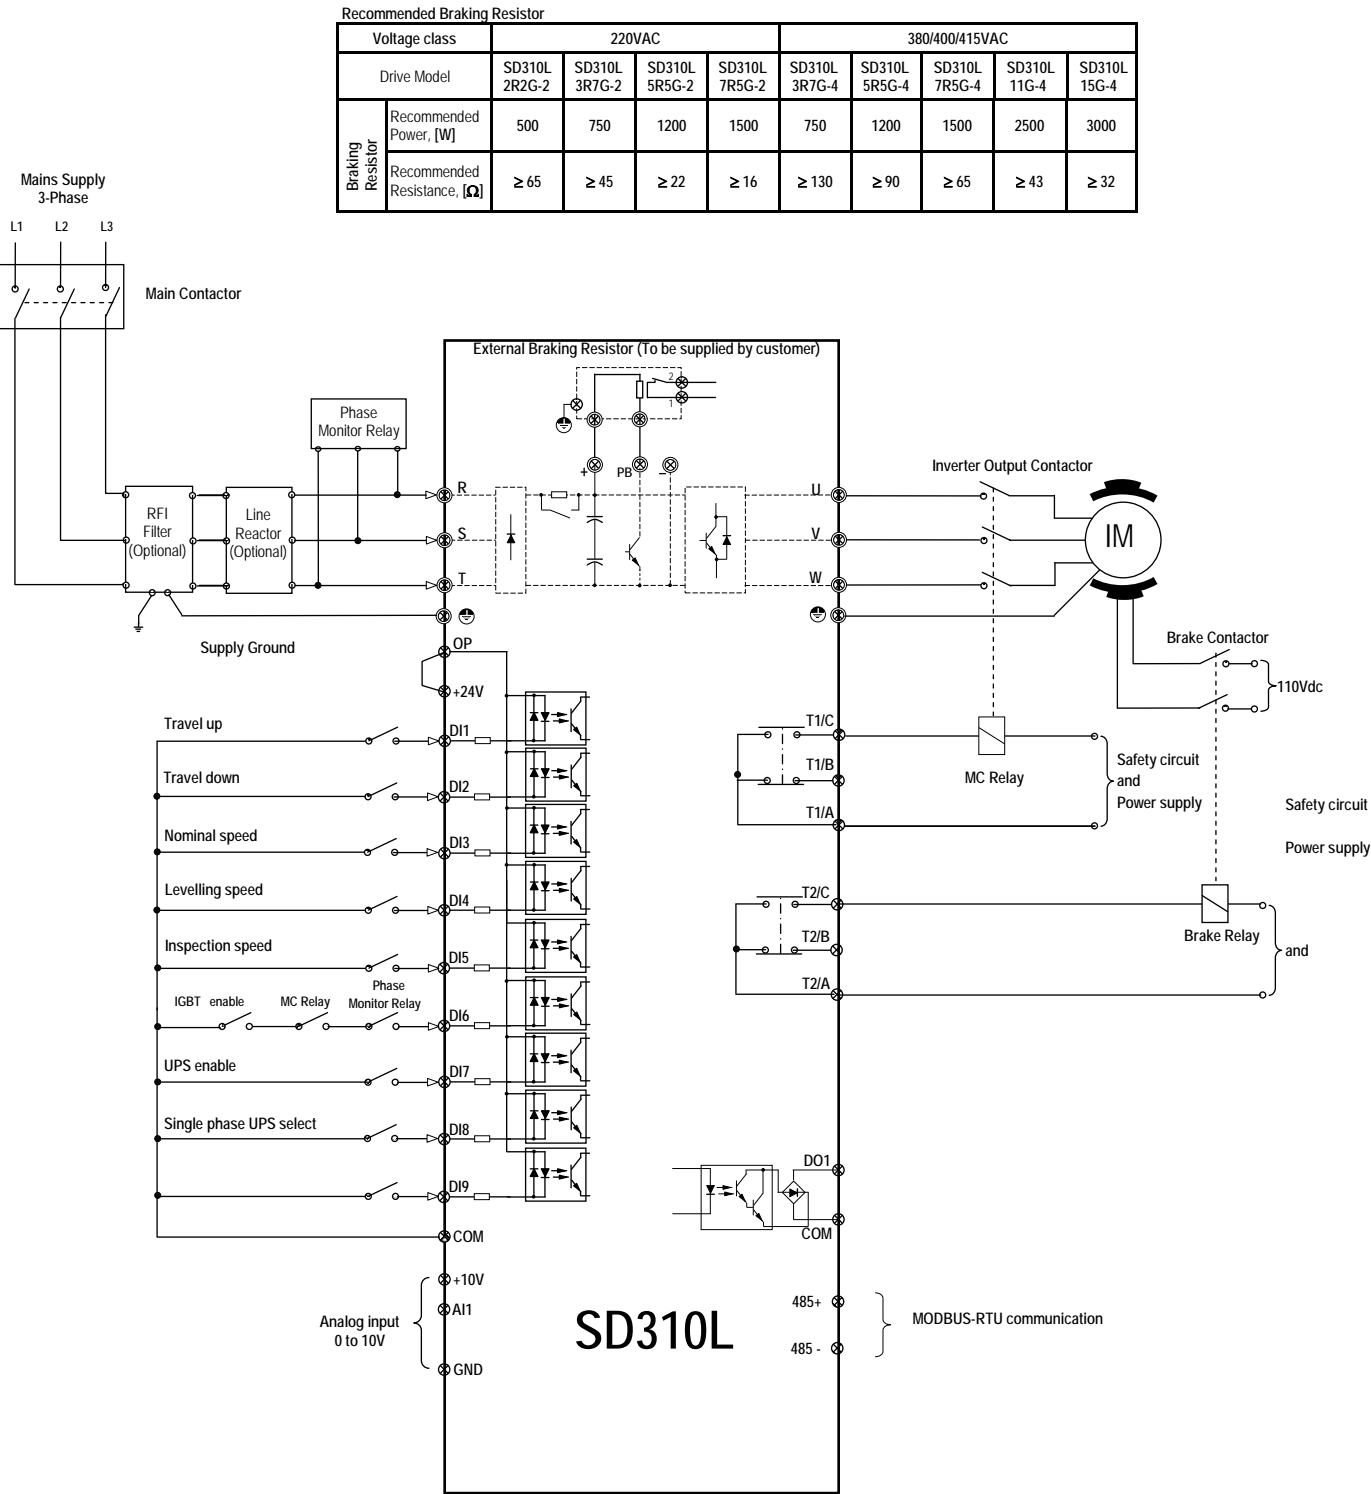 Recommended Braking Resistor
Voltage class 220VAC 380/400/415VAC
Drive Model SD310L 2R2G-2 SD310L 3R7G-2 SD310L 5R5G-2 SD310L 7R5G-2 SD310L 3R7G-4 SD310L 5R5G-4 SD310L 7R5G-4 SD310L 11G-4 SD310L 15G-4
Braking Resistor
Recommended Power, [W] 500 750 1200 1500 750 1200 1500 2500 3000
Recommended Resistance, [Ω] ≥ 65 ≥ 45 ≥ 22 ≥ 16 ≥ 130 ≥ 90 ≥ 65 ≥ 43 ≥ 32
Mains Supply
3-Phase
L1 L2 L3
Main Contactor
External Braking Resistor (To be supplied by customer)
2
1
Phase
Monitor Relay
+ PB −
Inverter Output Contactor
RFI
Filter
(Optional)
Line
Reactor
(Optional)
R
S
T
U
V
W
IM
Supply Ground
Brake Contactor
110Vdc
OP
+24V
Travel up
DI1
Travel down
DI2
Nominal speed
DI3
Levelling speed
DI4
Inspection speed
DI5
IGBT enable
MC Relay
Phase
Monitor Relay
DI6
UPS enable
DI7
Single phase UPS select
DI8
DI9
COM
T1/C
T1/B
T1/A
MC Relay
Safety circuit
and
Power supply
Safety circuit
Power supply
T2/C
T2/B
T2/A
Brake Relay
and
DO1
COM
+10V
AI1
GND
Analog input
0 to 10V
SD310L
485+
485 -
MODBUS-RTU communication